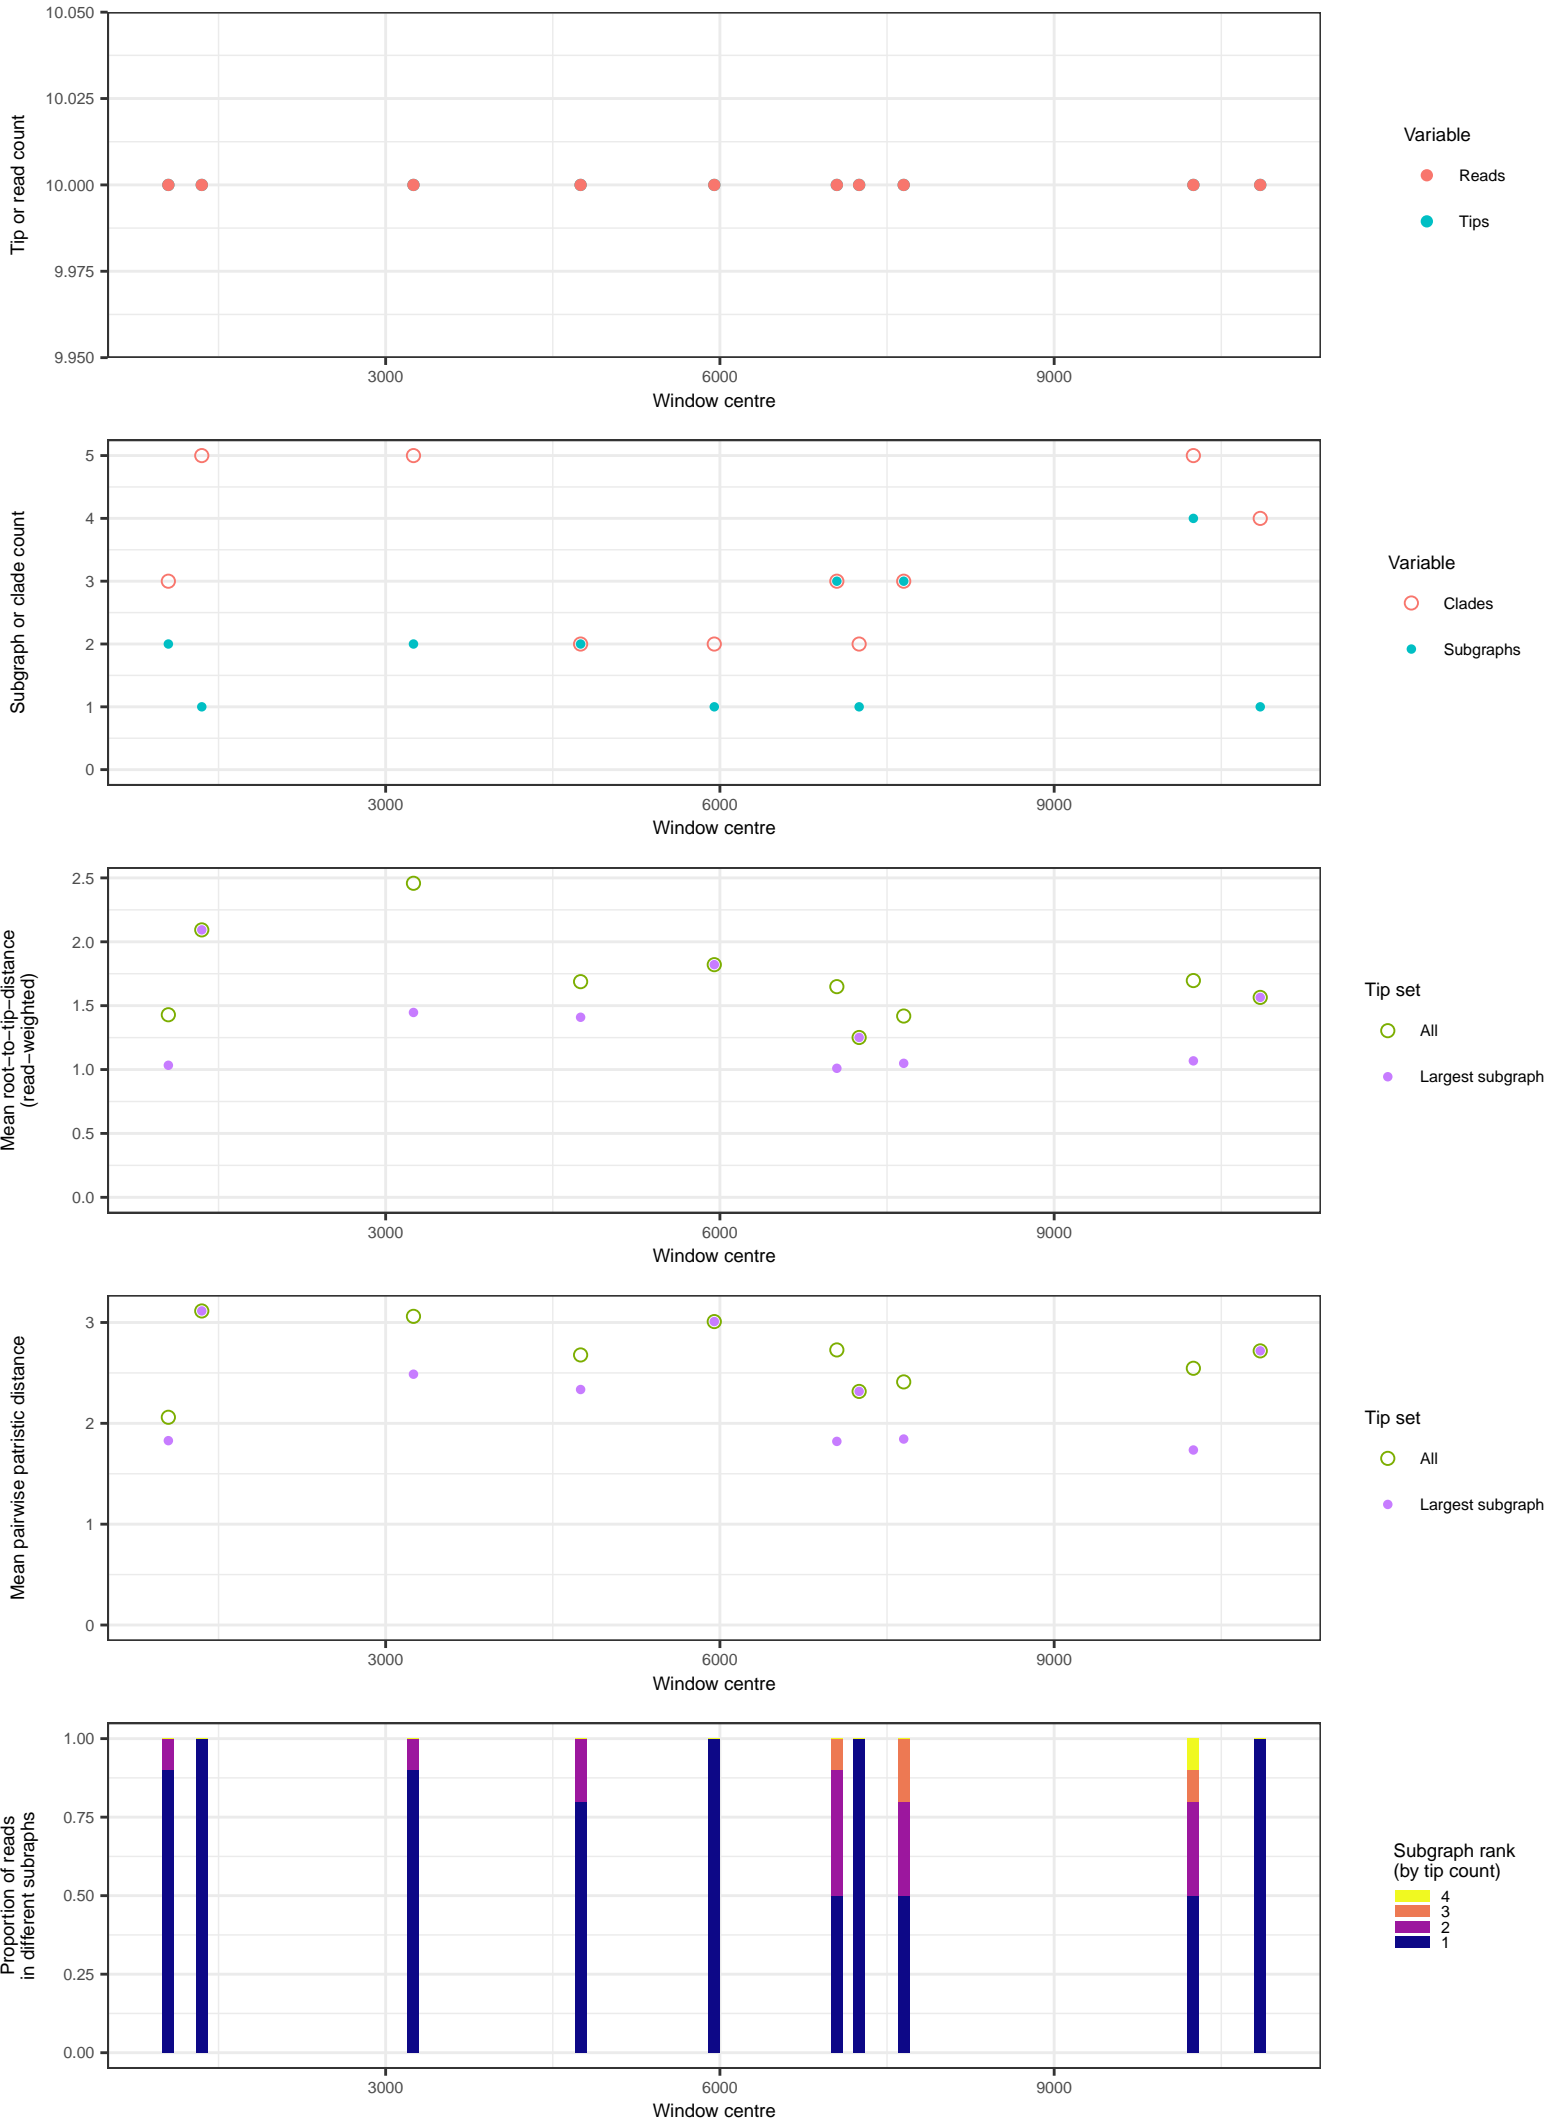 10.050
10.025
10.000
9.975
9.950
Tip or read count
3000 6000 9000
Window centre
Variable
Reads
Tips
5
4
3
2
1
0
Subgraph or clade count
3000 6000 9000
Window centre
Variable
Clades
Subgraphs
2.5
2.0
1.5
1.0
0.5
0.0
Mean root−to−tip−distance
(read−weighted)
3000 6000 9000
Window centre
Tip set
All
Largest subgraph
3
2
1
0
Mean pairwise patristic distance
3000 6000 9000
Window centre
Tip set
All
Largest subgraph
1.00
0.75
0.50
0.25
0.00
Proportion of reads
in different subraphs
3000 6000 9000
Window centre
Subgraph rank
(by tip count)
4
3
2
1